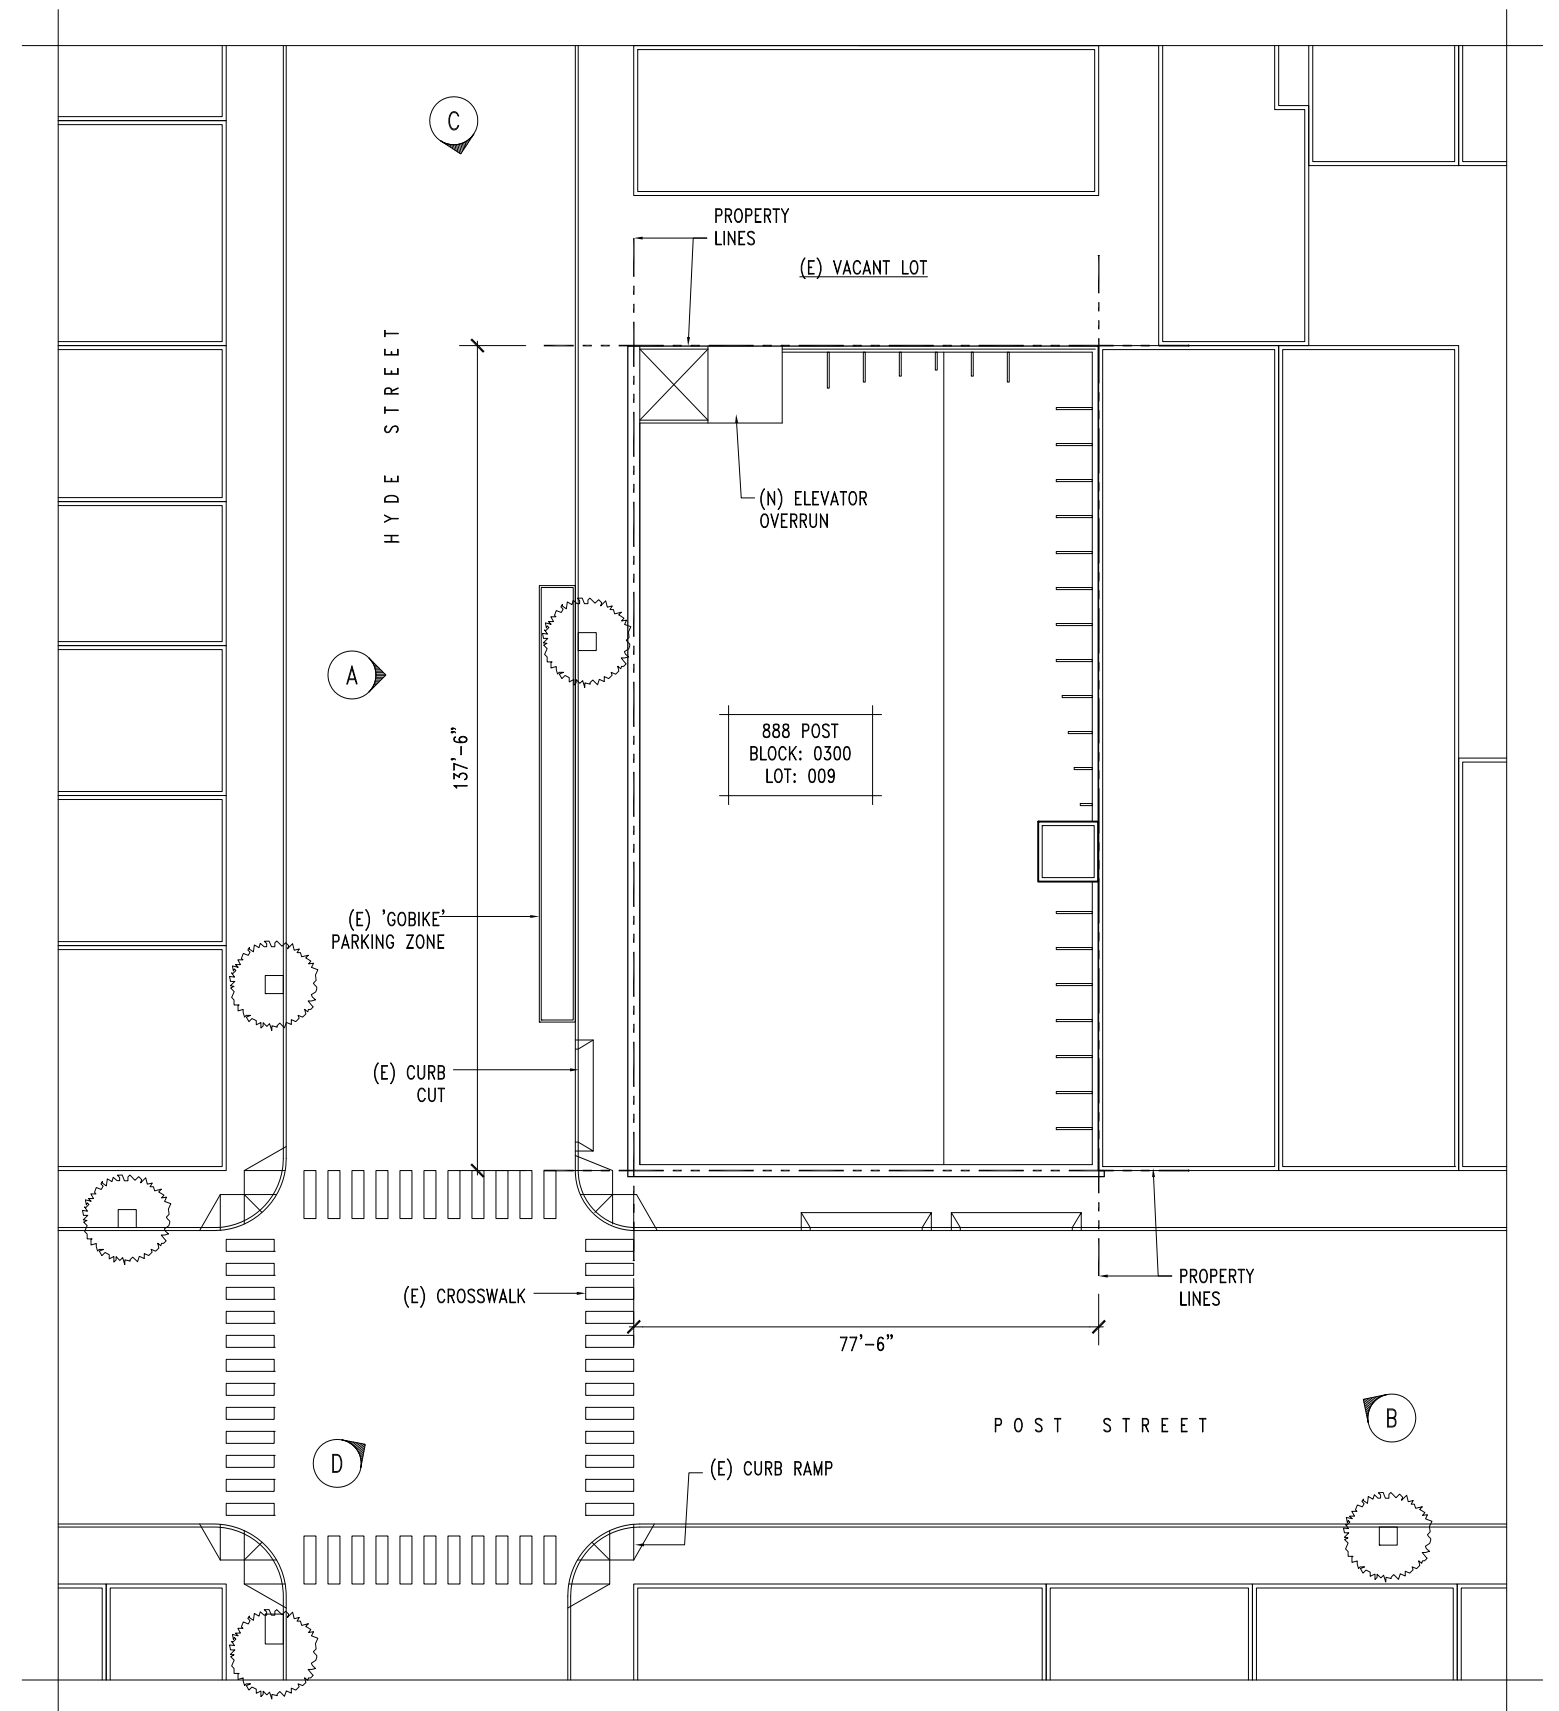 C
PROPERTY
LINES
(E) VACANT LOT
HYDE STREET
(N) ELEVATOR
OVERRUN
A
137'-6"
888 POST
BLOCK: 0300
LOT: 009
(E) 'GOBIKE'
PARKING ZONE
(E) CURB
CUT
PROPERTY
LINES
(E) CROSSWALK
77'-6"
B
POST STREET
D
(E) CURB RAMP